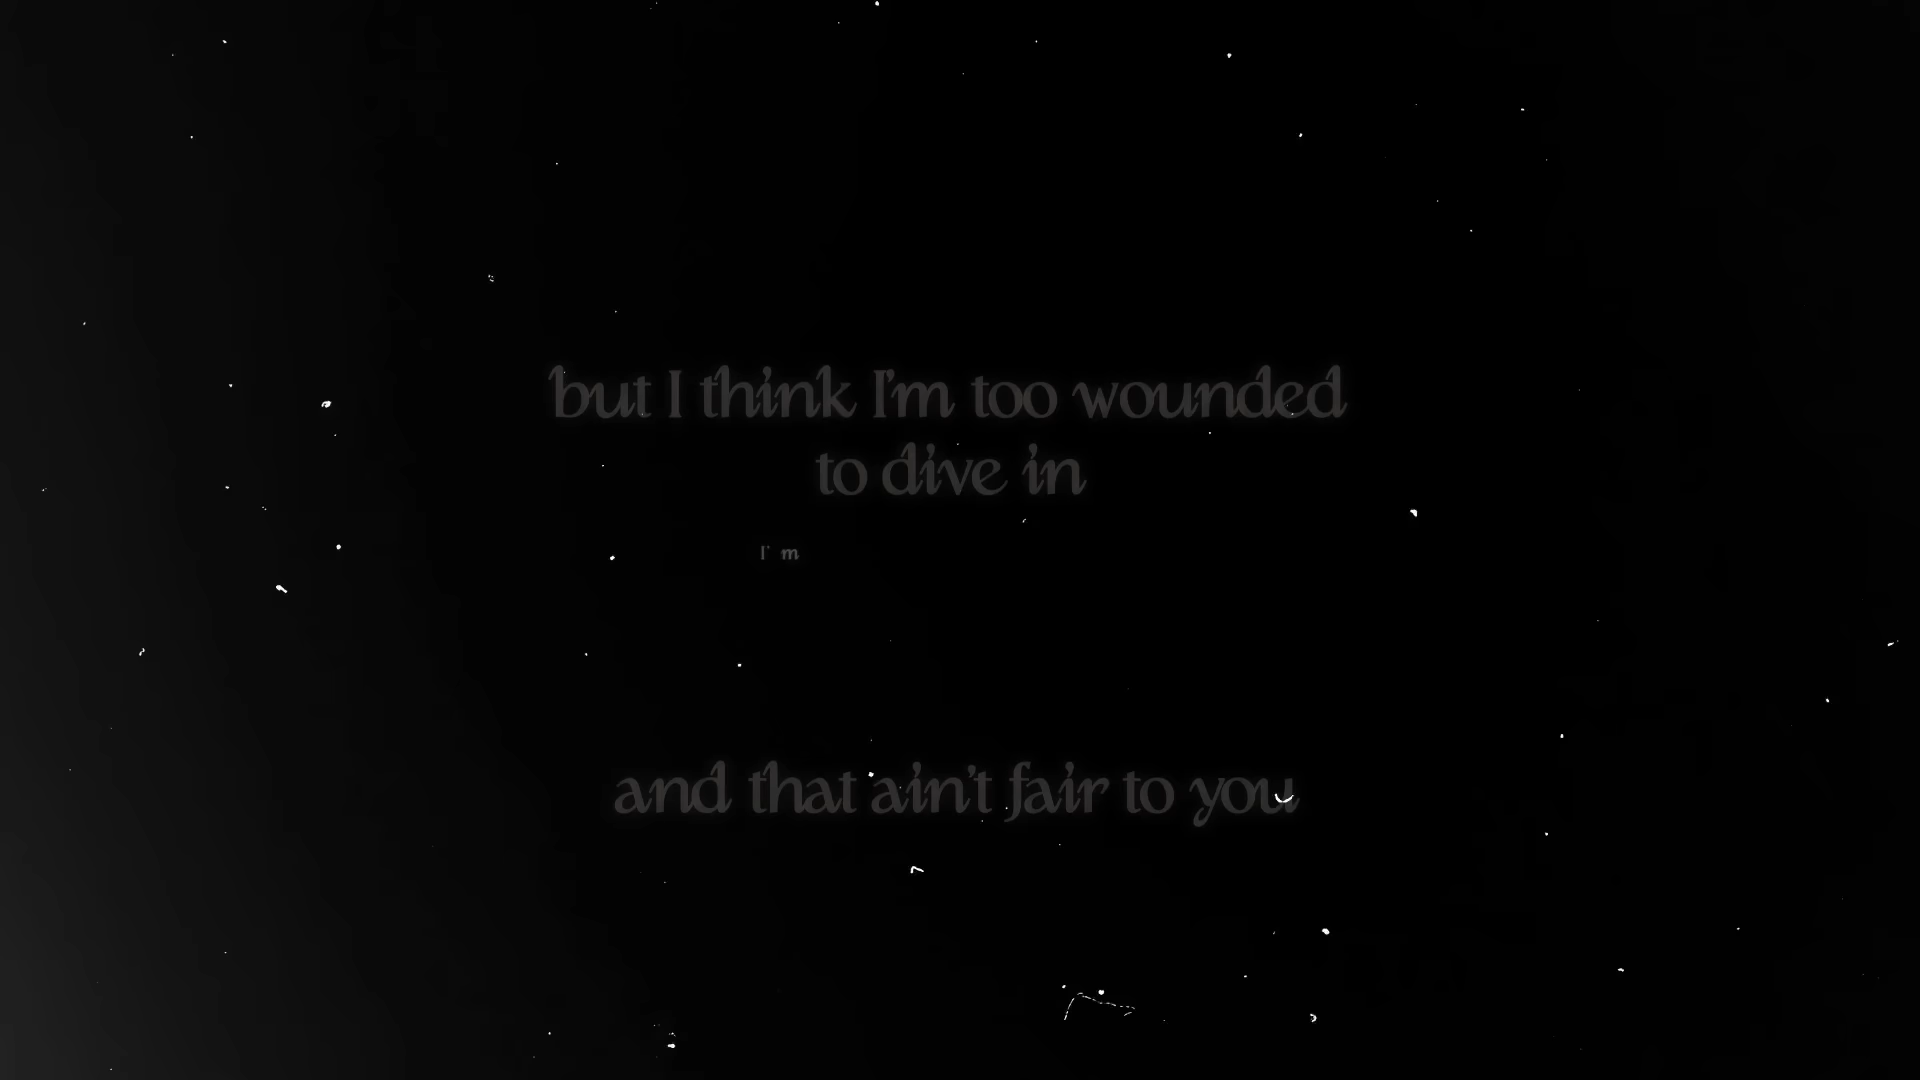 but I think I'm too wounded
to dive in
I'm
and that ain't fair to you